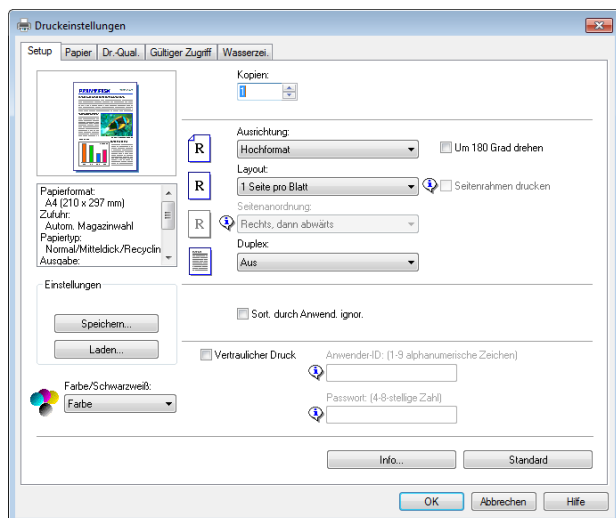 Druckeinstellungen
Setup Papier Dr.-Qual. Gültiger Zugriff Wasserzei.
Kopien:
1
Ausrichtung:
R Hochformat Um 180 Grad drehen
Layout:
R 1 Seite pro Blatt Seitenrahmen drucken
Seitenanordnung:
R Rechts, dann abwärts
Duplex:
Aus
Papierformat:
A4 (210 x 297 mm)
Zufuhr:
Autom. Magazinwahl
Papiertyp:
Normal/Mitteldick/Recyclin
Ausgabe:
Einstellungen
Speichern...
Laden...
Sort. durch Anwend. ignor.
Vertraulicher Druck
Anwender-ID: (1-9 alphanumerische Zeichen)
Passwort: (4-8-stellige Zahl)
Farbe/Schwarzweiß:
Farbe
Info... Standard
OK Abbrechen Hilfe